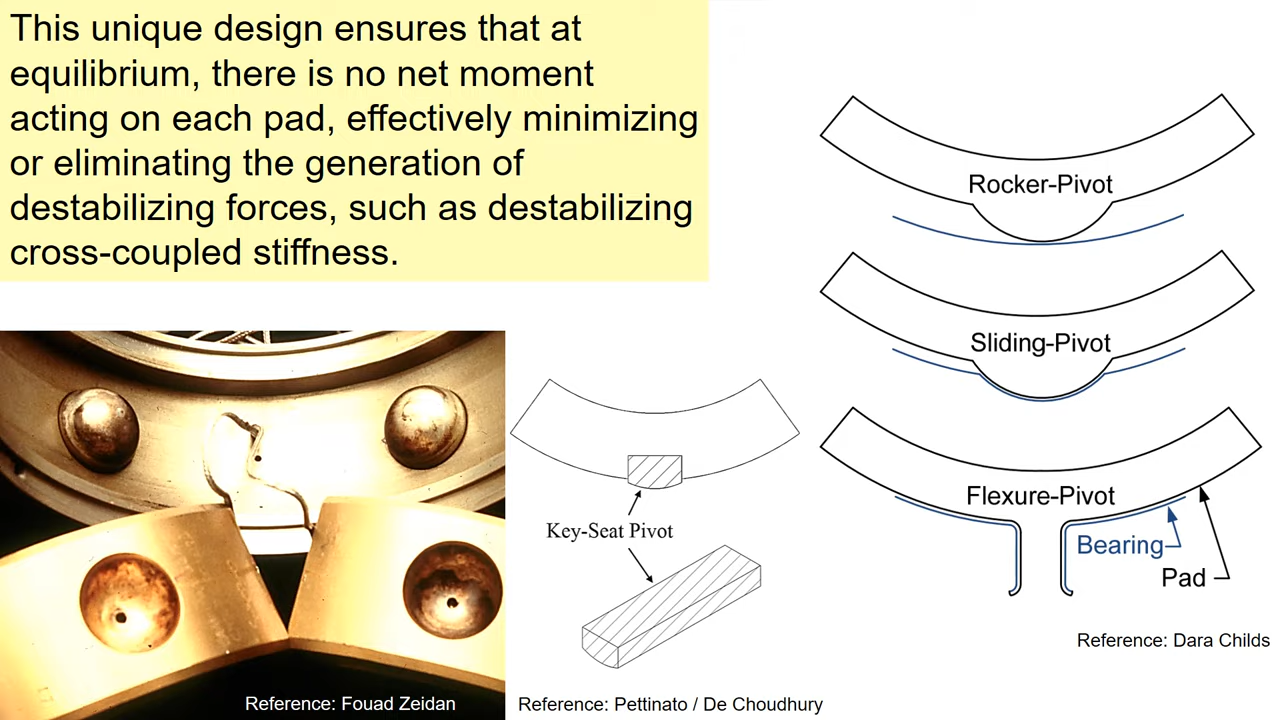 This unique design ensures that at
equilibrium, there is no net moment
acting on each pad, effectively minimizing
or eliminating the generation of
destabilizing forces, such as destabilizing
cross-coupled stiffness.
Rocker-Pivot
Sliding-Pivot
Flexure-Pivot
Bearing
Pad
Reference: Dara Childs
Key-Seat Pivot
Reference: Fouad Zeidan
Reference: Pettinato / De Choudhury